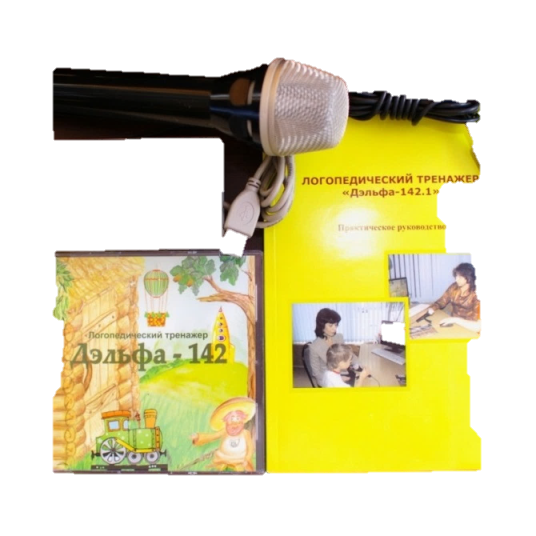 ЛОГОПЕДИЧЕСКИЙ ТРЕНАЖЕР
«Дэльфа-142.1»
Практическое руководство
Логопедический тренажер
Дэльфа - 142